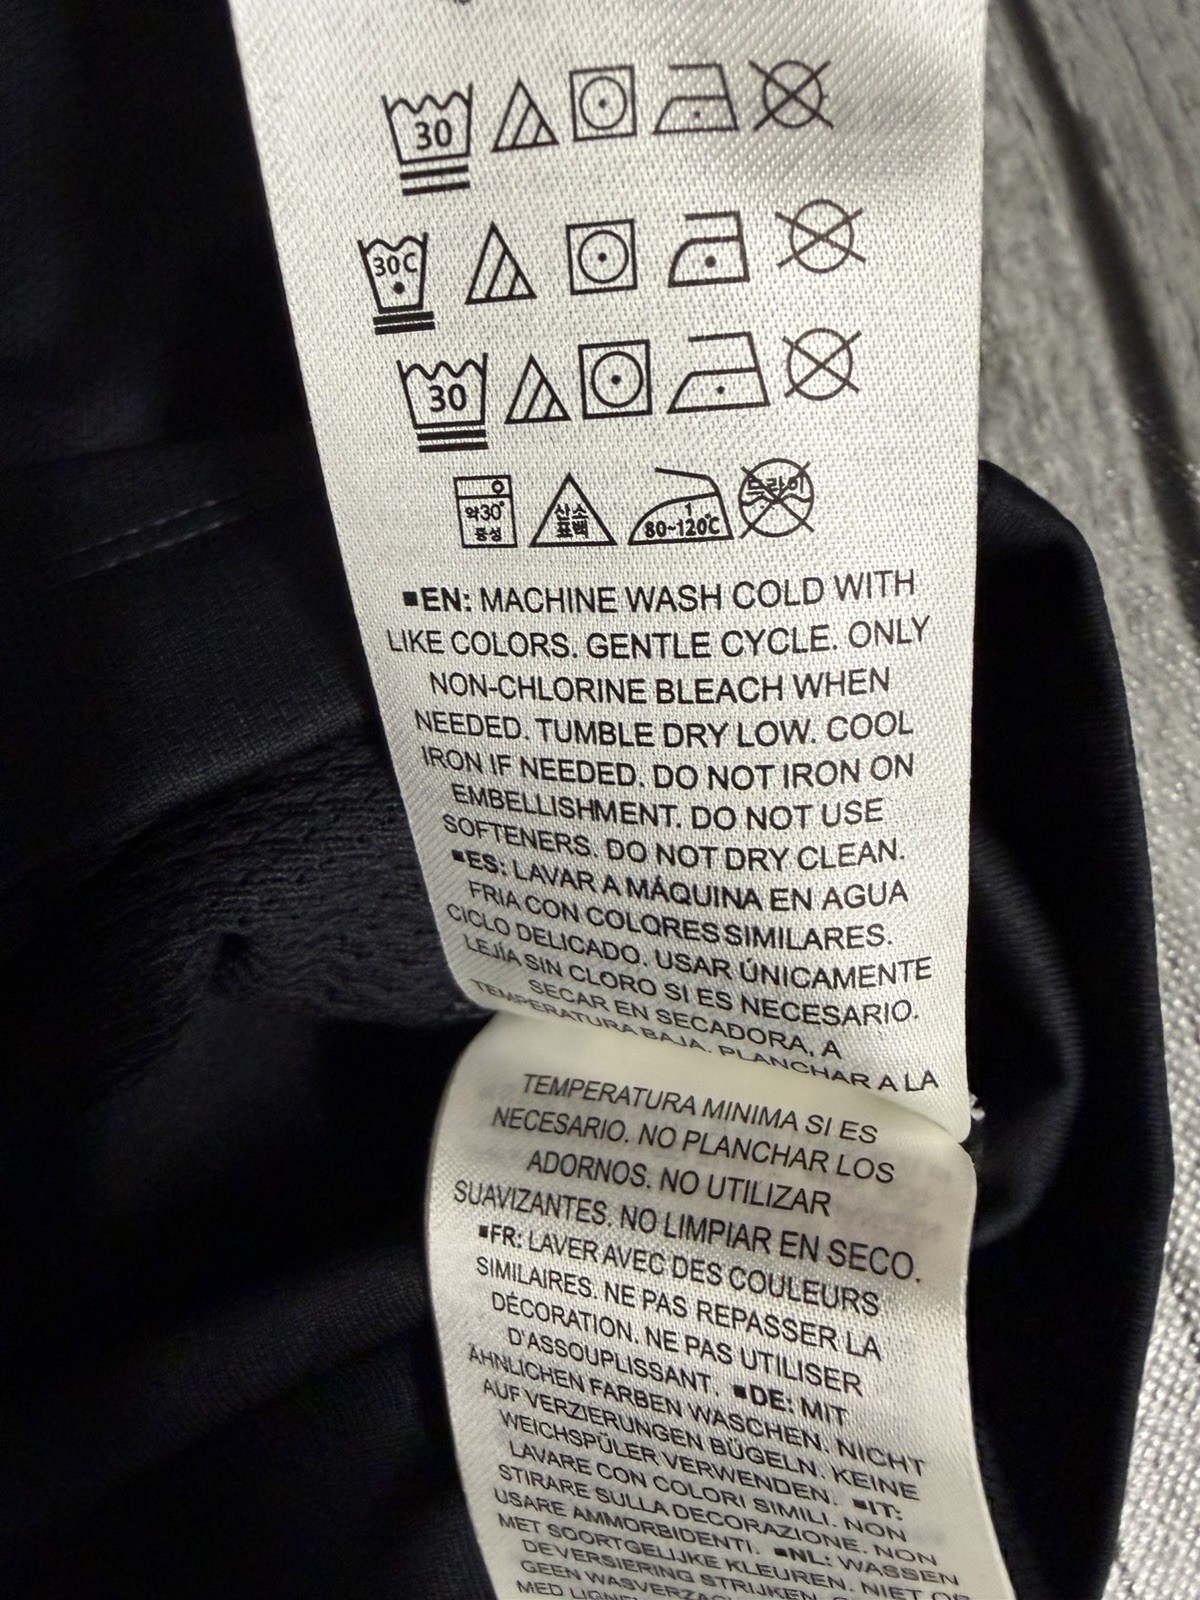 30
30C
30
약30°
중성
산소
표백
1
80~120℃
드라이
■EN: MACHINE WASH COLD WITH
LIKE COLORS. GENTLE CYCLE. ONLY
NON-CHLORINE BLEACH WHEN
NEEDED. TUMBLE DRY LOW. COOL
IRON IF NEEDED. DO NOT IRON ON
EMBELLISHMENT. DO NOT USE
SOFTENERS. DO NOT DRY CLEAN.
■ES: LAVAR A MÁQUINA EN AGUA
FRIA CON COLORES SIMILARES.
CICLO DELICADO. USAR ÚNICAMENTE
LEJÍA SIN CLORO SI ES NECESARIO.
SECAR EN SECADORA, A
TEMPERATURA BAJA. PLANCHAR A LA
TEMPERATURA MINIMA SI ES
NECESARIO. NO PLANCHAR LOS
ADORNOS. NO UTILIZAR
SUAVIZANTES. NO LIMPIAR EN SECO.
■FR: LAVER AVEC DES COULEURS
SIMILAIRES. NE PAS REPASSER LA
DÉCORATION. NE PAS UTILISER
D'ASSOUPLISSANT. ■DE: MIT
ÄHNLICHEN FARBEN WASCHEN. NICHT
AUF VERZIERUNGEN BÜGELN. KEINE
WEICHSPÜLER VERWENDEN. ■IT:
LAVARE CON COLORI SIMILI. NON
STIRARE SULLA DECORAZIONE. NON
USARE AMMORBIDENTI. ■NL: WASSEN
MET SOORTGELIJKE KLEUREN. NIET OP
DEVERSIERING STRIJKEN.
GEEN WASVERZAC
MED LIGNE